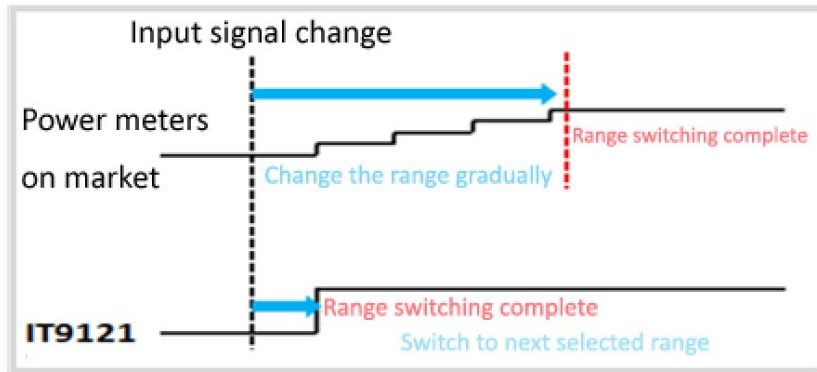 Input signal change
Power meters
on market
Range switching complete
Change the range gradually
IT9121
Range switching complete
Switch to next selected range